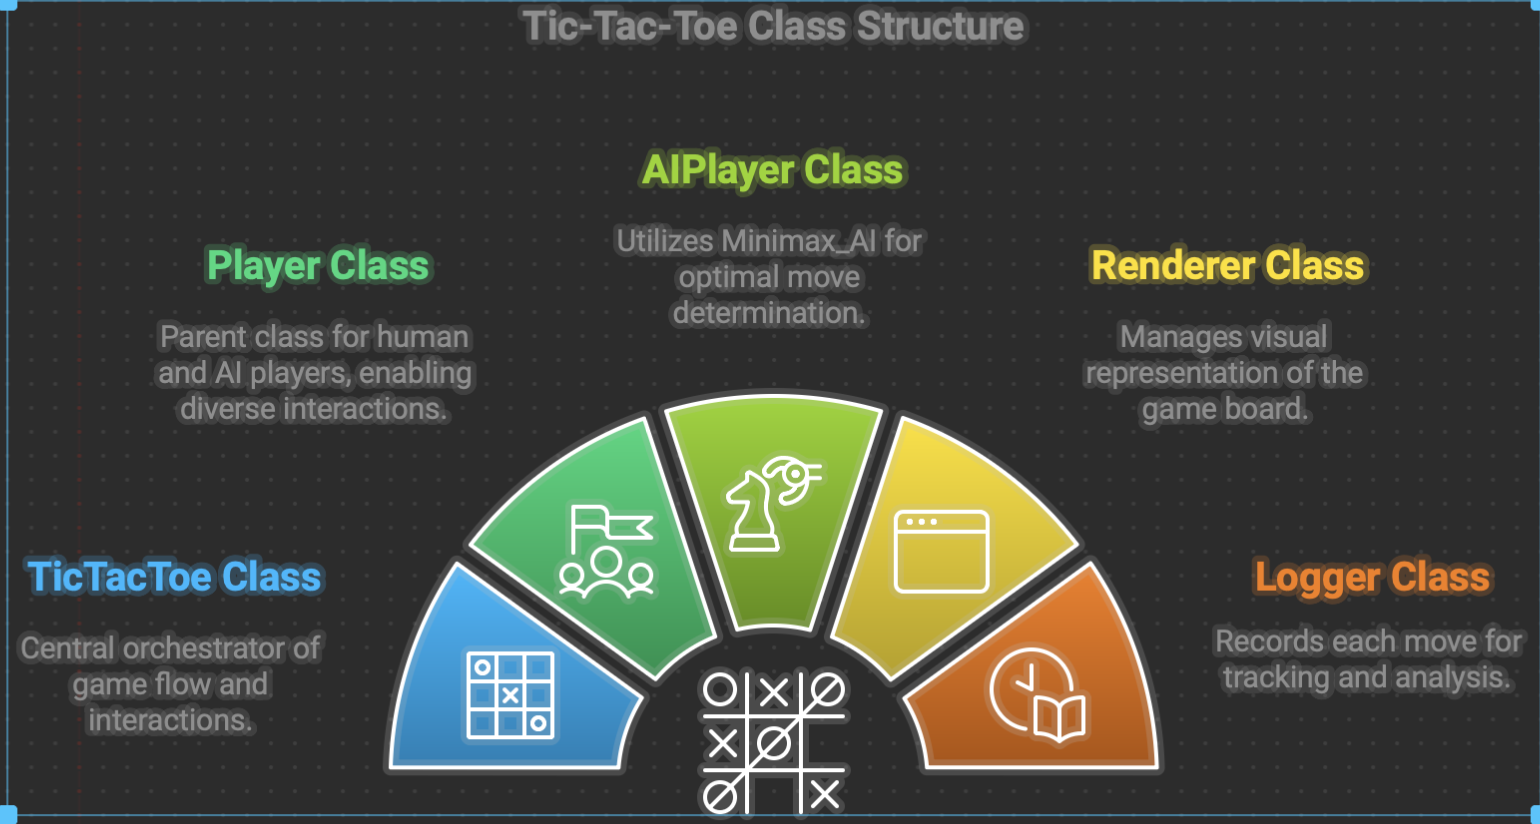 Tic-Tac-Toe Class Structure
AIPlayer Class
Utilizes Minimax_AI for
optimal move
determination.
Player Class
Parent class for human
and AI players, enabling
diverse interactions.
Renderer Class
Manages visual
representation of the
game board.
TicTacToe Class
Central orchestrator of
game flow and
interactions.
Logger Class
Records each move for
tracking and analysis.